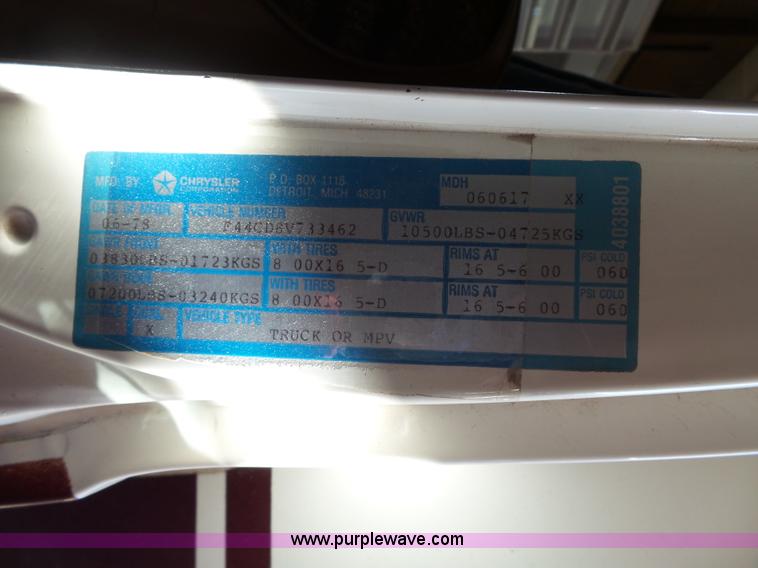 MFD. BY CHRYSLER CORPORATION P.O. BOX 1118 DETROIT, MICH. 48231
MDH
060617 XX
4098801
DATE OF MFR. VEHICLE NUMBER GVWR
06-78 F44CD8V733462 10500LBS-04725KGS
GAWR FRONT WITH TIRES RIMS AT PSI COLD
03830LBS-01723KGS 8 00X16 5-D 16 5-6 00 060
WITH TIRES RIMS AT PSI COLD
07200LBS-03240KGS 8 00X16 5-D 16 5-6 00 060
VEHICLE TYPE
X TRUCK OR MPV
www.purplewave.com